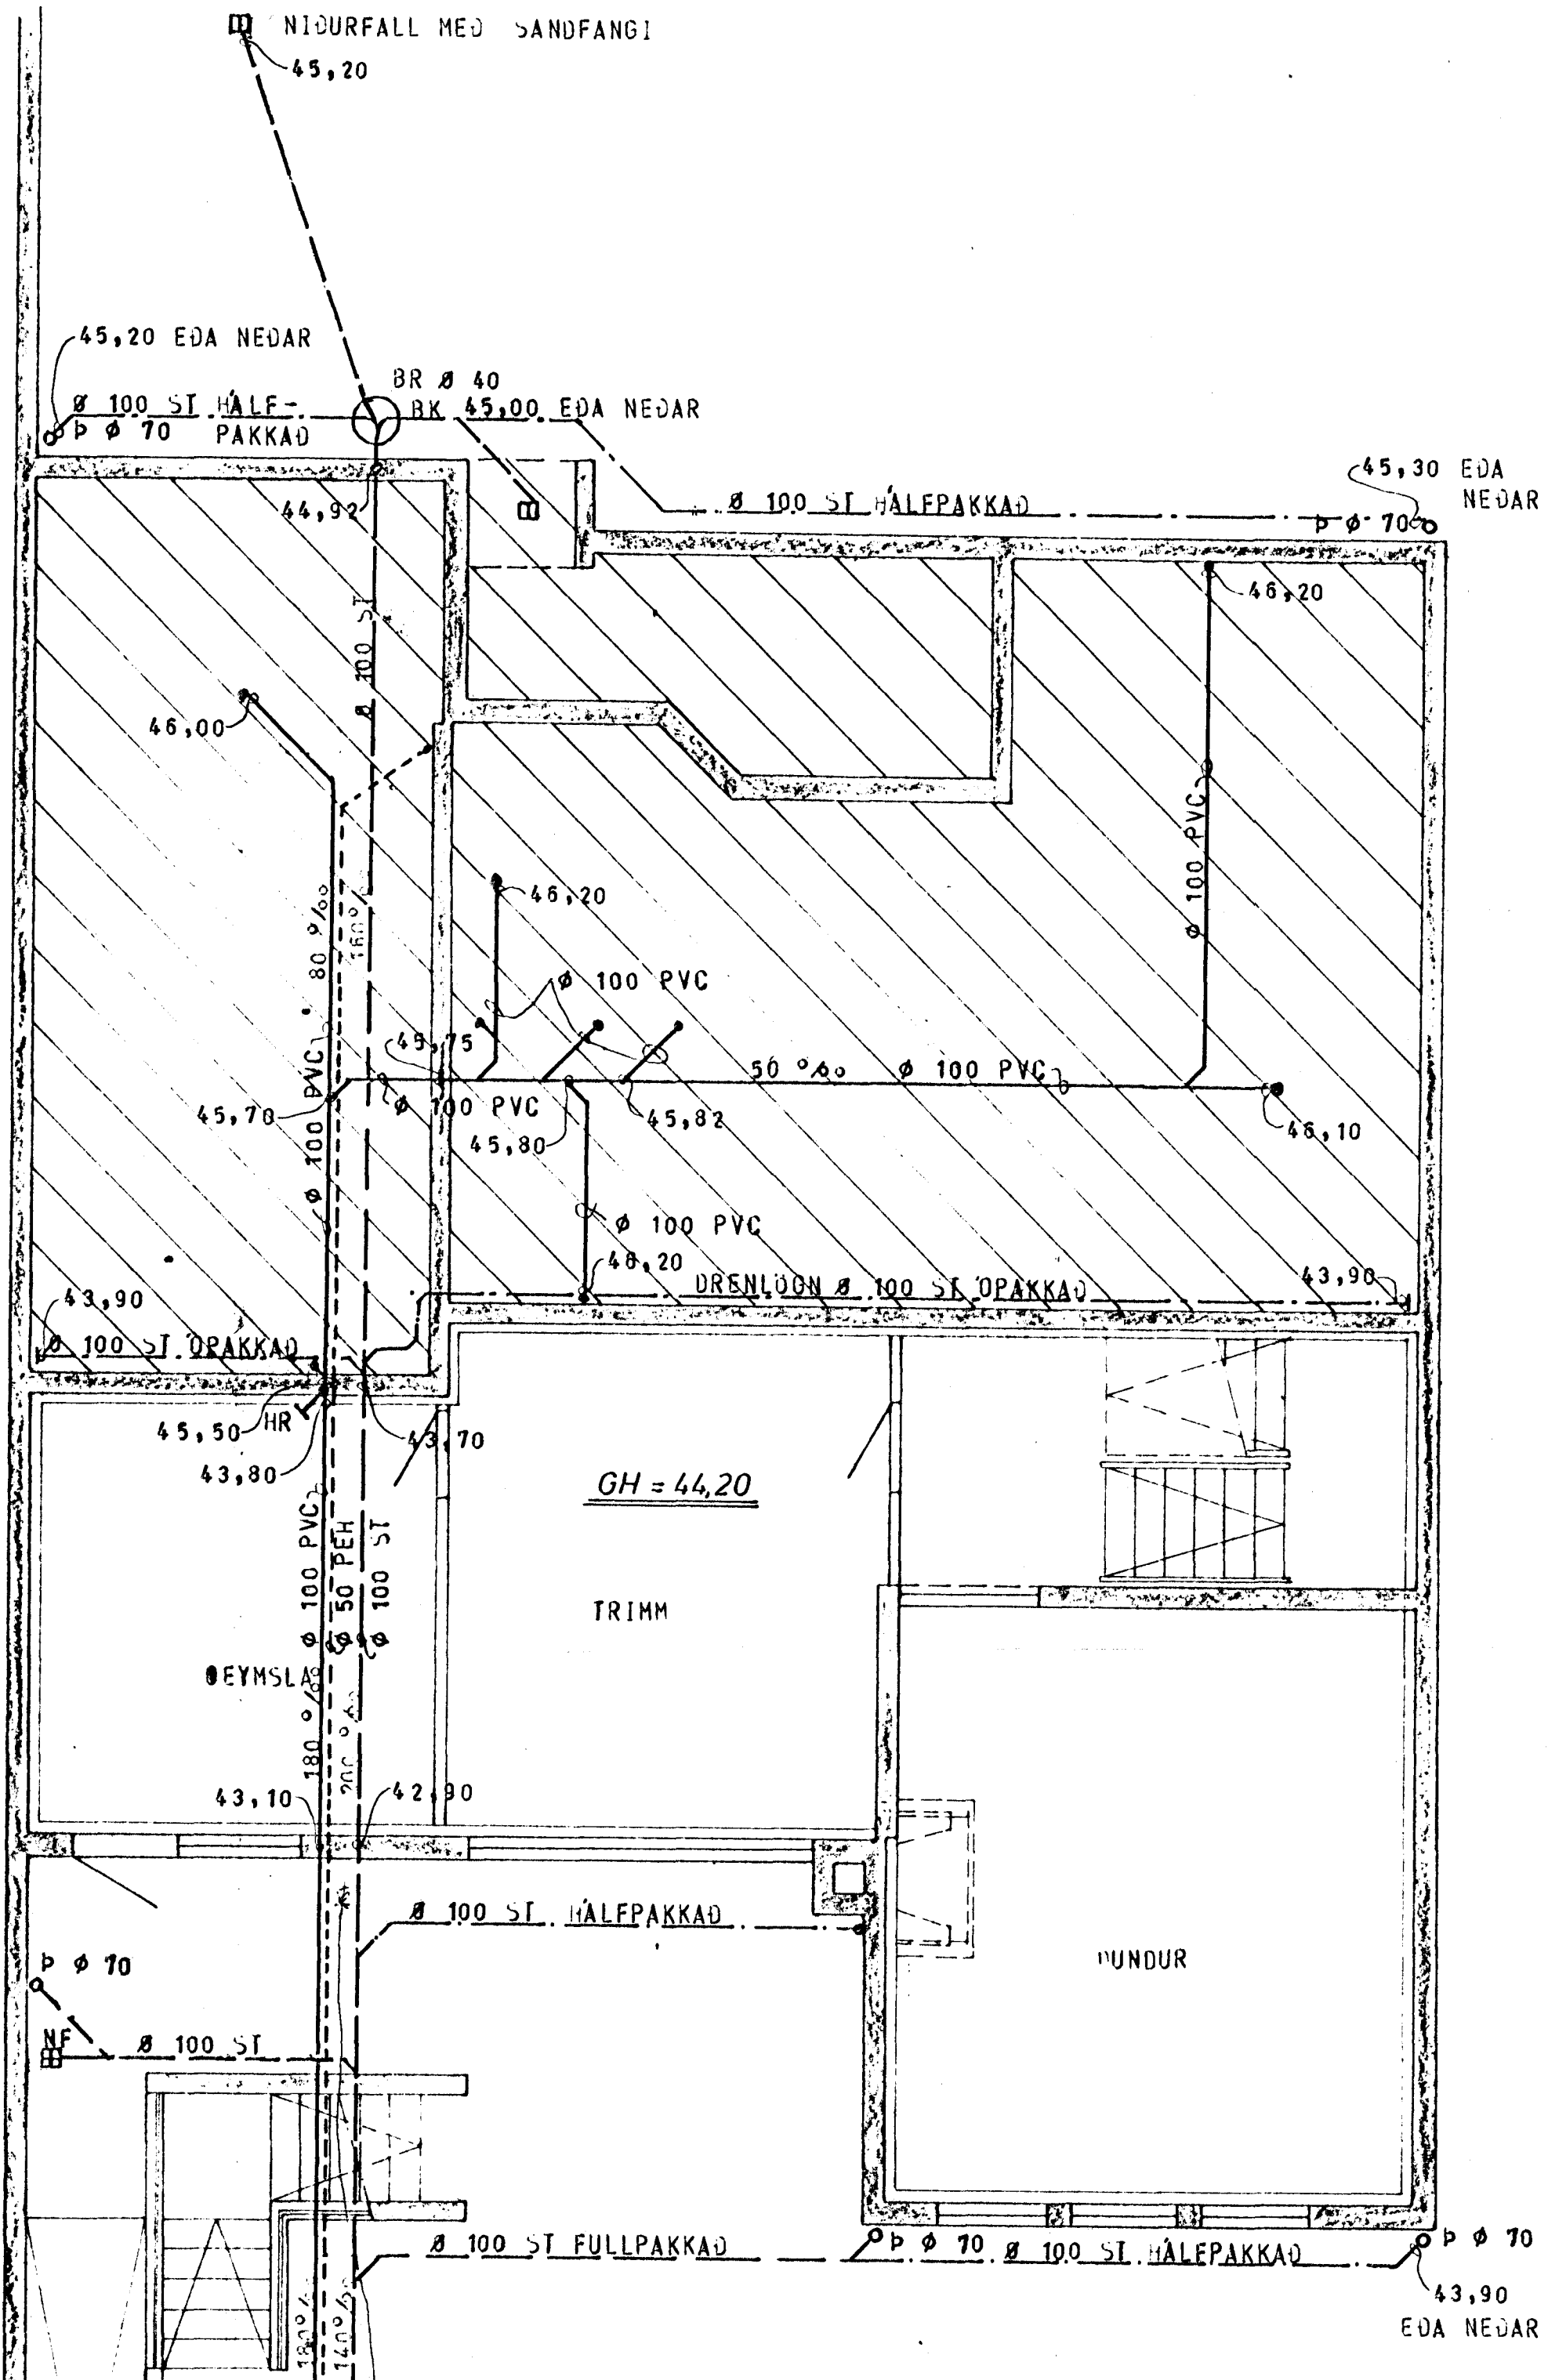 NIÐURFALL MEÐ SANDFANGI
45,20
45,20 EÐA NEÐAR
BR Ø 40
BK 45,00 EÐA NEÐAR
Ø 100 ST HÁLF-
Þ Ø 70 PAKKAÐ
45,30 EÐA
NEÐAR
44,92
Ø 100 ST HÁLFPAKKAÐ
Þ Ø 70
46,20
Ø 100 ST
46,00
Ø 100 PVC
46,20
80 ‰
160‰
Ø 100 PVC
45,75
50 ‰ Ø 100 PVC
Ø 100 PVC
45,70
Ø 100 PVC
45,82
45,80
46,10
Ø 100 PVC
46,20
DRENLÖGN Ø 100 ST ÓPAKKAÐ
43,90
43,90
Ø 100 ST ÓPAKKAÐ
45,50
HR
43,70
43,80
GH = 44,20
Ø 100 PVC
Ø 50 PEH
Ø 100 ST
TRIMM
GEYMSLA
180 ‰
200 ‰
43,10
42,90
Ø 100 ST HÁLFPAKKAÐ
Þ Ø 70
DUNDUR
NF
Ø 100 ST
Ø 100 ST FULLPAKKAÐ
Þ Ø 70
Ø 100 ST HÁLFPAKKAÐ
Þ Ø 70
43,90
EÐA NEÐAR
180‰
140‰